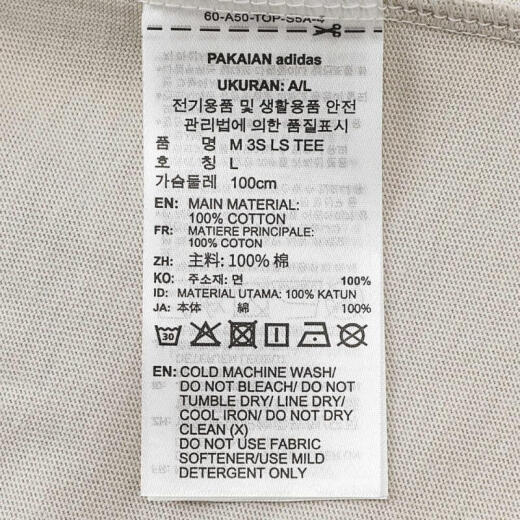 60-A50-TOP-S5A-4
PAKAIAN adidas
UKURAN: A/L
전기용품 및 생활용품 안전
관리법에 의한 품질표시
품 명 M 3S LS TEE
호 칭 L
가슴둘레 100cm
EN: MAIN MATERIAL:
100% COTTON
FR: MATIERE PRINCIPALE:
100% COTON
ZH: 主料: 100% 棉
KO: 주소재: 면 100%
ID: MATERIAL UTAMA: 100% KATUN
JA: 本体 綿 100%
30
EN: COLD MACHINE WASH/
DO NOT BLEACH/ DO NOT
TUMBLE DRY/ LINE DRY/
COOL IRON/ DO NOT DRY
CLEAN (X)
DO NOT USE FABRIC
SOFTENER/USE MILD
DETERGENT ONLY